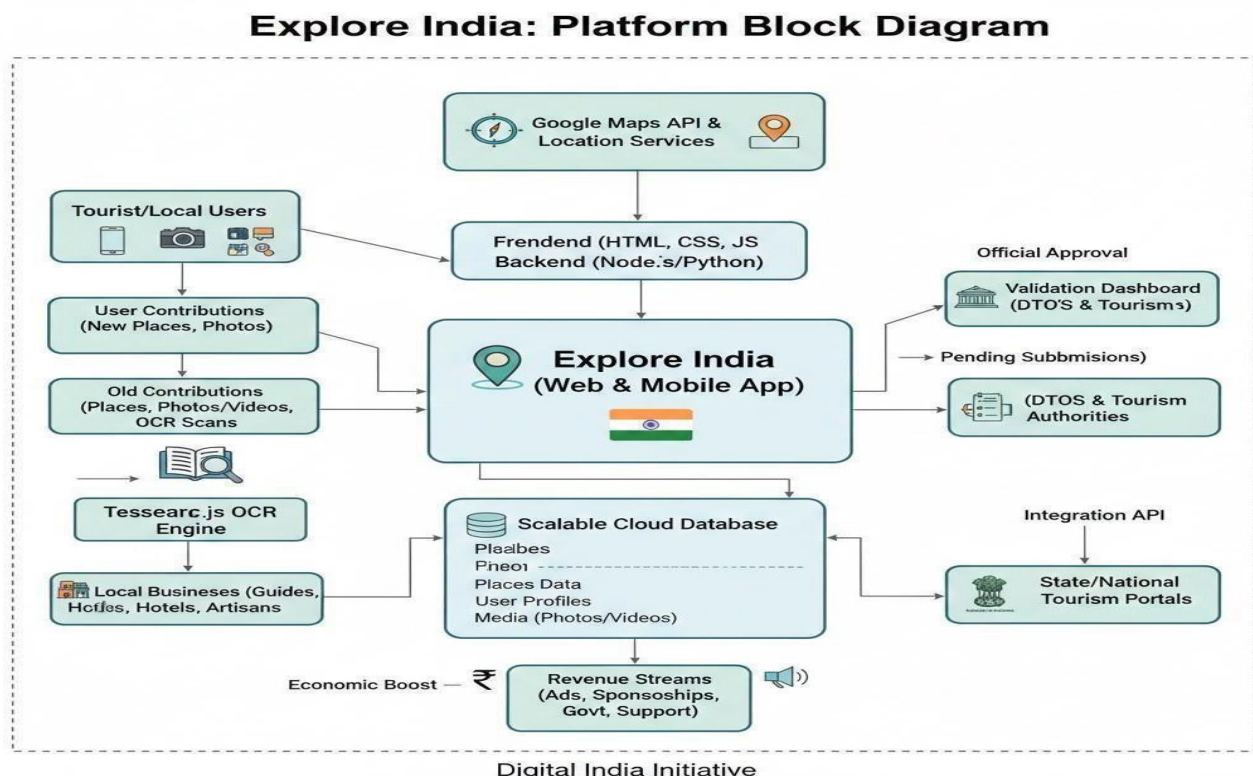 Explore India: Platform Block Diagram
Google Maps API &
Location Services
Tourist/Local Users
Frendend (HTML, CSS, JS
Backend (Node.s/Python)
User Contributions
(New Places, Photos)
Old Contributions
(Places, Photos/Videos,
OCR Scans
Explore India
(Web & Mobile App)
Official Approval
Validation Dashboard
(DTO'S & Tourisms)
Pending Subbmisions)
(DTOS & Tourism
Authorities
Tessearc.js OCR
Engine
Local Busineses (Guides,
Hotels, Artisans
Scalable Cloud Database
Places Data
User Profiles
Media (Photos/Videos)
Integration API
State/National
Tourism Portals
Economic Boost — ₹
Revenue Streams
(Ads, Sponsoships,
Govt, Support)
Digital India Initiative